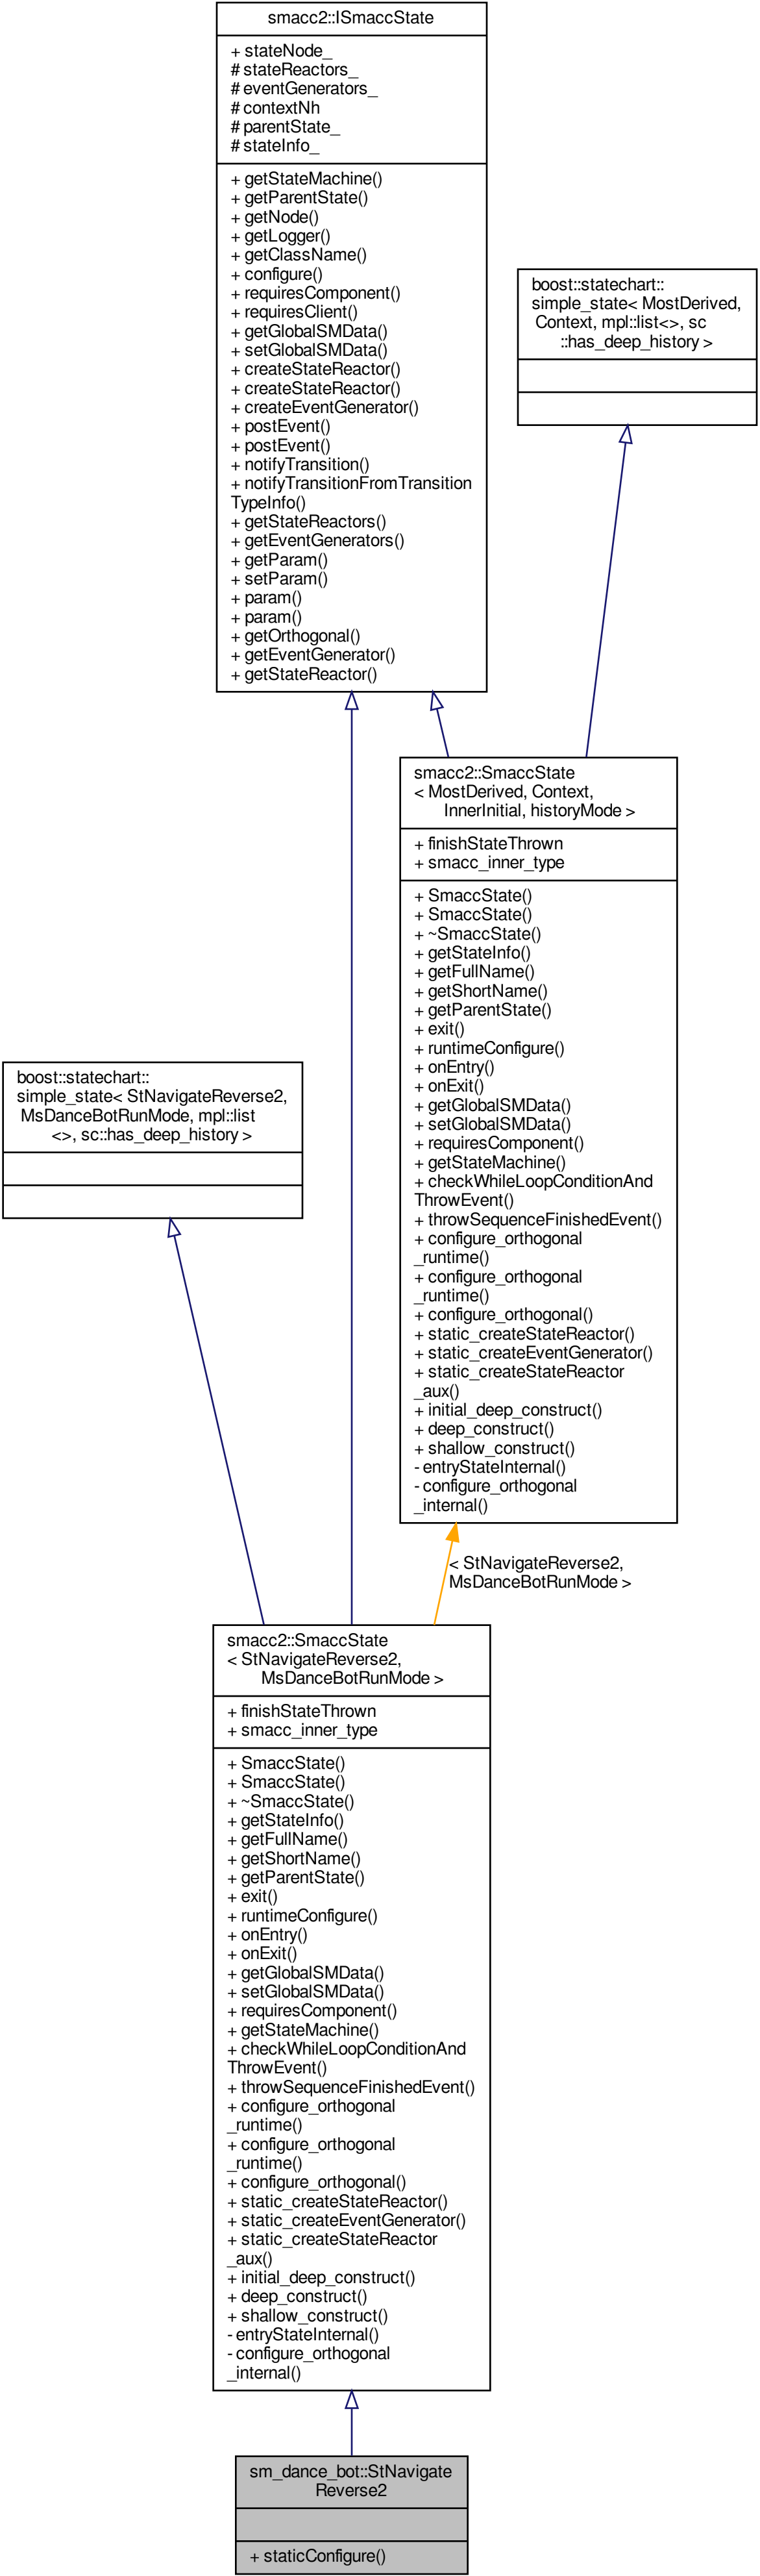 smacc2::ISmaccState
+ stateNode_
# stateReactors_
# eventGenerators_
# contextNh
# parentState_
# stateInfo_
+ getStateMachine()
+ getParentState()
+ getNode()
+ getLogger()
+ getClassName()
+ configure()
+ requiresComponent()
+ requiresClient()
+ getGlobalSMData()
+ setGlobalSMData()
+ createStateReactor()
+ createStateReactor()
+ createEventGenerator()
+ postEvent()
+ postEvent()
+ notifyTransition()
+ notifyTransitionFromTransition
TypeInfo()
+ getStateReactors()
+ getEventGenerators()
+ getParam()
+ setParam()
+ param()
+ param()
+ getOrthogonal()
+ getEventGenerator()
+ getStateReactor()
boost::statechart::
simple_state< MostDerived,
Context, mpl::list<>, sc
::has_deep_history >
smacc2::SmaccState
< MostDerived, Context,
InnerInitial, historyMode >
+ finishStateThrown
+ smacc_inner_type
+ SmaccState()
+ SmaccState()
+ ~SmaccState()
+ getStateInfo()
+ getFullName()
+ getShortName()
+ getParentState()
+ exit()
+ runtimeConfigure()
+ onEntry()
+ onExit()
+ getGlobalSMData()
+ setGlobalSMData()
+ requiresComponent()
+ getStateMachine()
+ checkWhileLoopConditionAnd
ThrowEvent()
+ throwSequenceFinishedEvent()
+ configure_orthogonal
_runtime()
+ configure_orthogonal
_runtime()
+ configure_orthogonal()
+ static_createStateReactor()
+ static_createEventGenerator()
+ static_createStateReactor
_aux()
+ initial_deep_construct()
+ deep_construct()
+ shallow_construct()
- entryStateInternal()
- configure_orthogonal
_internal()
boost::statechart::
simple_state< StNavigateReverse2,
MsDanceBotRunMode, mpl::list
<>, sc::has_deep_history >
< StNavigateReverse2,
MsDanceBotRunMode >
smacc2::SmaccState
< StNavigateReverse2,
MsDanceBotRunMode >
+ finishStateThrown
+ smacc_inner_type
+ SmaccState()
+ SmaccState()
+ ~SmaccState()
+ getStateInfo()
+ getFullName()
+ getShortName()
+ getParentState()
+ exit()
+ runtimeConfigure()
+ onEntry()
+ onExit()
+ getGlobalSMData()
+ setGlobalSMData()
+ requiresComponent()
+ getStateMachine()
+ checkWhileLoopConditionAnd
ThrowEvent()
+ throwSequenceFinishedEvent()
+ configure_orthogonal
_runtime()
+ configure_orthogonal
_runtime()
+ configure_orthogonal()
+ static_createStateReactor()
+ static_createEventGenerator()
+ static_createStateReactor
_aux()
+ initial_deep_construct()
+ deep_construct()
+ shallow_construct()
- entryStateInternal()
- configure_orthogonal
_internal()
sm_dance_bot::StNavigate
Reverse2
+ staticConfigure()